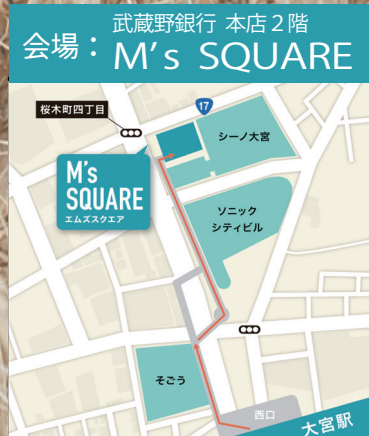 会場：
武蔵野銀行 本店２階
M's SQUARE
桜木町四丁目
17
シーノ大宮
M's
SQUARE
エムズスクエア
ソニック
シティビル
そごう
西口
大宮駅